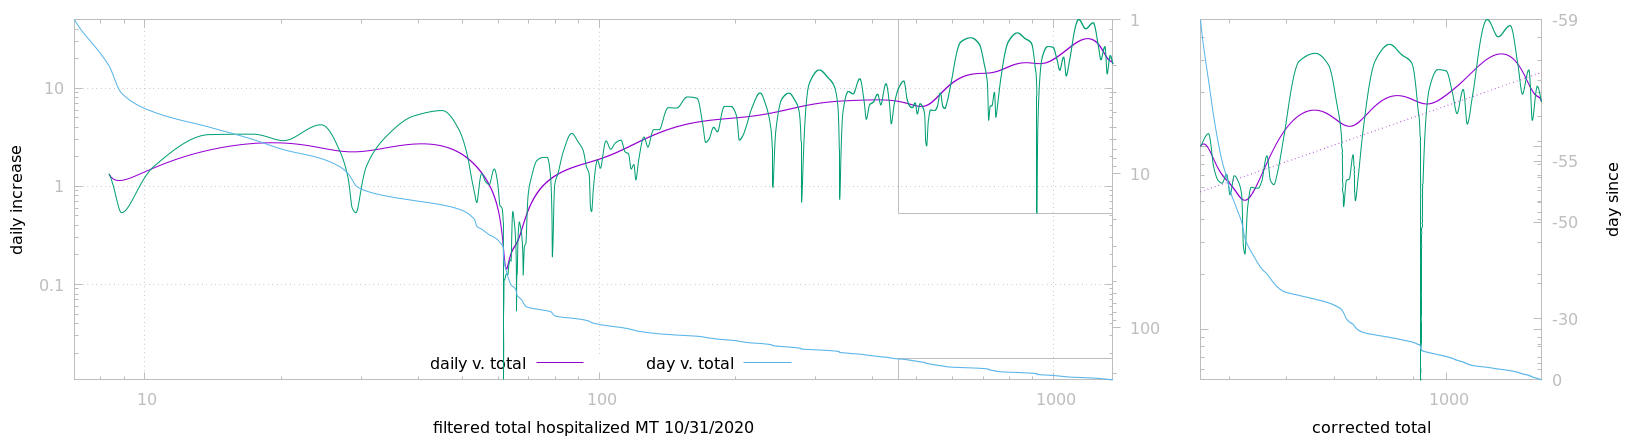 daily increase
10
1
0.1
1
10
100
daily v. total
day v. total
10
100
1000
filtered total hospitalized MT 10/31/2020
-59
-55
-50
-30
0
day since
1000
corrected total